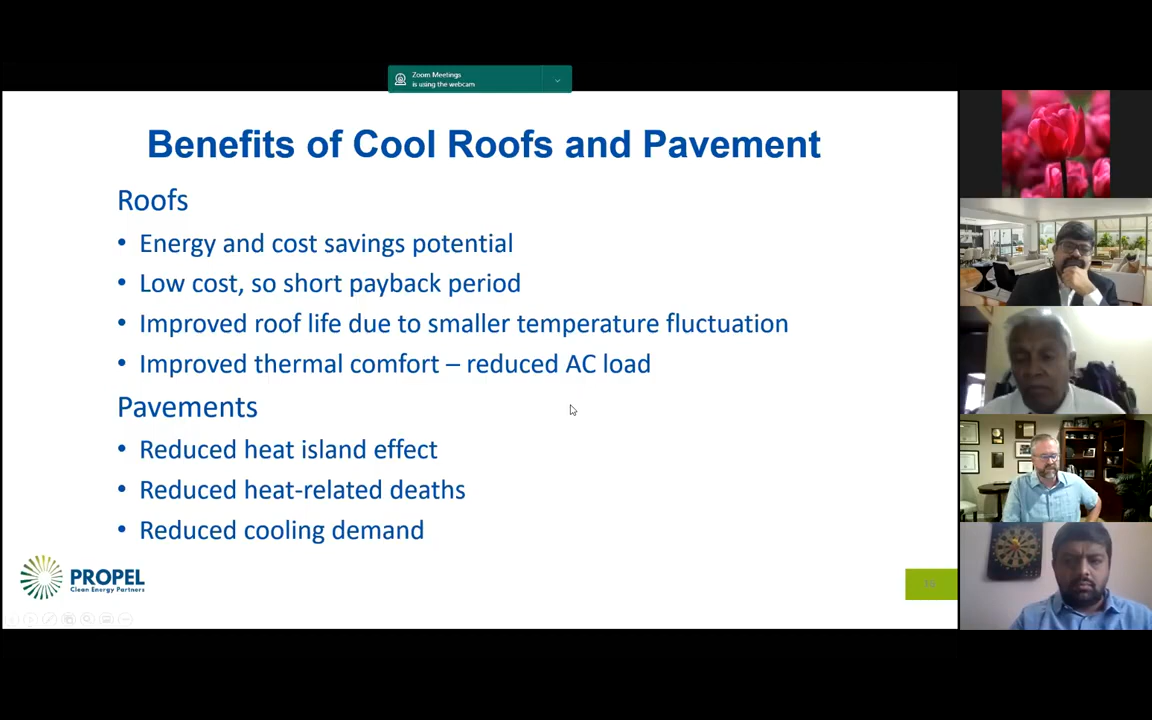 Zoom Meetings
is using the webcam
Benefits of Cool Roofs and Pavement
Roofs
• Energy and cost savings potential
• Low cost, so short payback period
• Improved roof life due to smaller temperature fluctuation
• Improved thermal comfort – reduced AC load
Pavements
• Reduced heat island effect
• Reduced heat-related deaths
• Reduced cooling demand
PROPEL
Clean Energy Partners